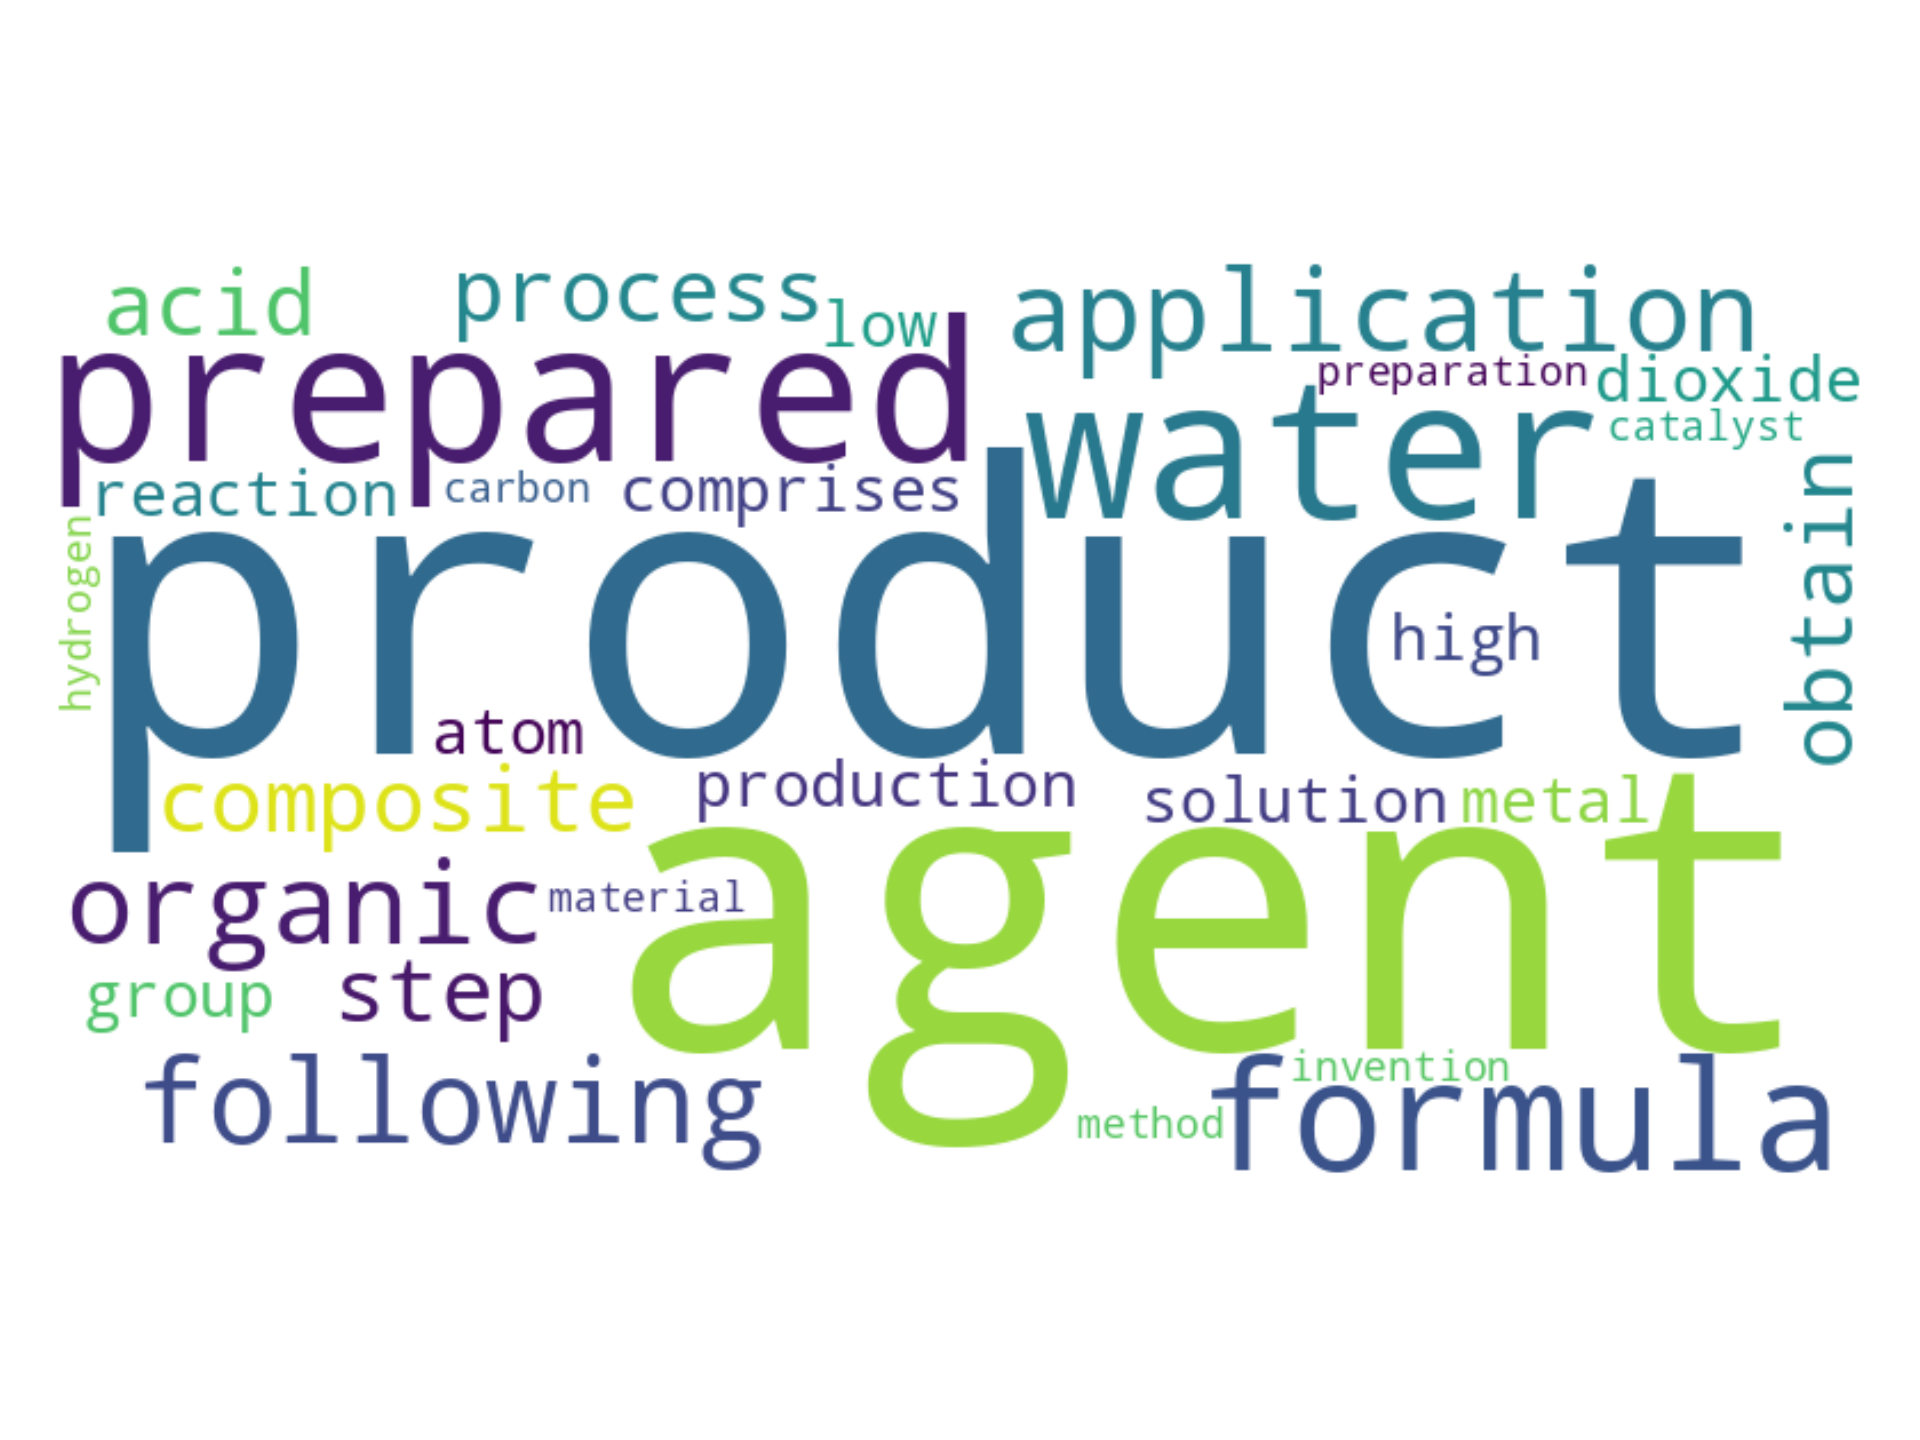 acid process low application
prepared preparation dioxide
water catalyst
reaction carbon comprises obtain
hydrogen product high
atom
composite production solution metal
organic material agent
group step
following invention
method formula